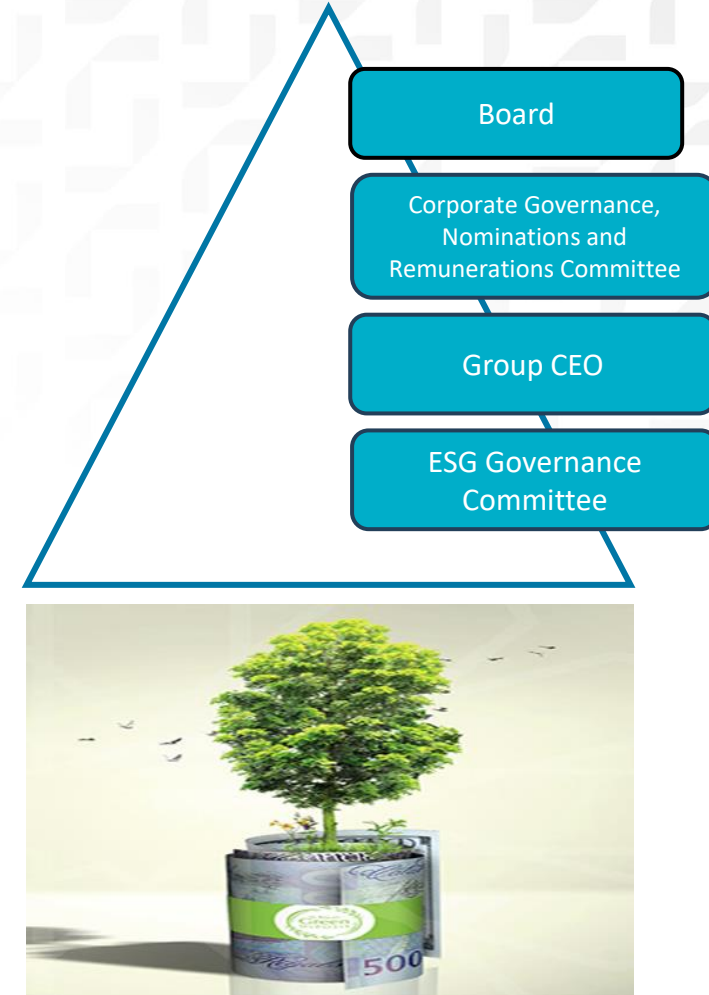 Board
Corporate Governance,
Nominations and
Remunerations Committee
Group CEO
ESG Governance
Committee
Green
500